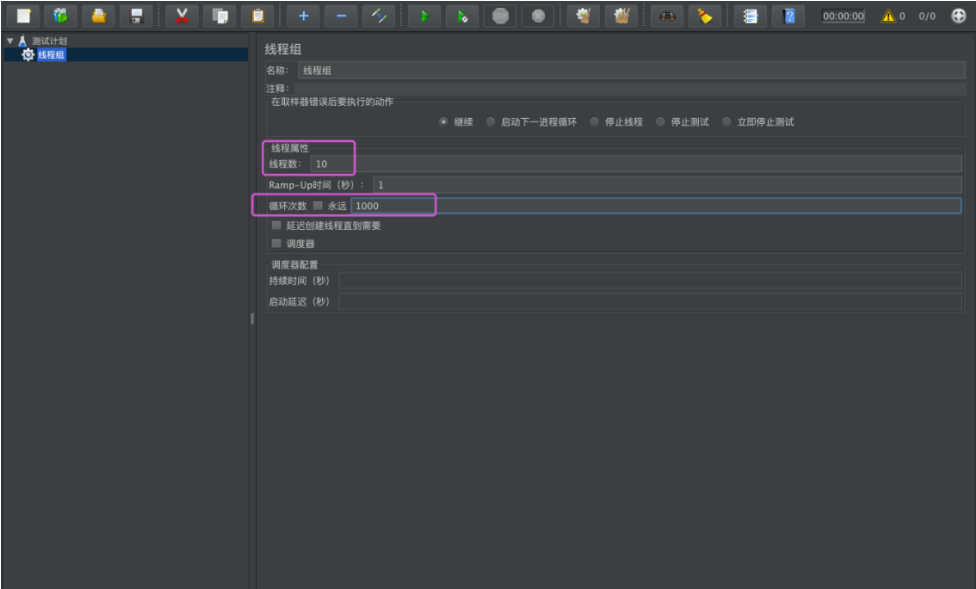 00:00:00 0 0/0
测试计划
线程组
线程组
名称： 线程组
注释：
在取样器错误后要执行的动作
继续 启动下一进程循环 停止线程 停止测试 立即停止测试
线程属性
线程数： 10
Ramp-Up时间（秒）： 1
循环次数 永远 1000
延迟创建线程直到需要
调度器
调度器配置
持续时间（秒）
启动延迟（秒）